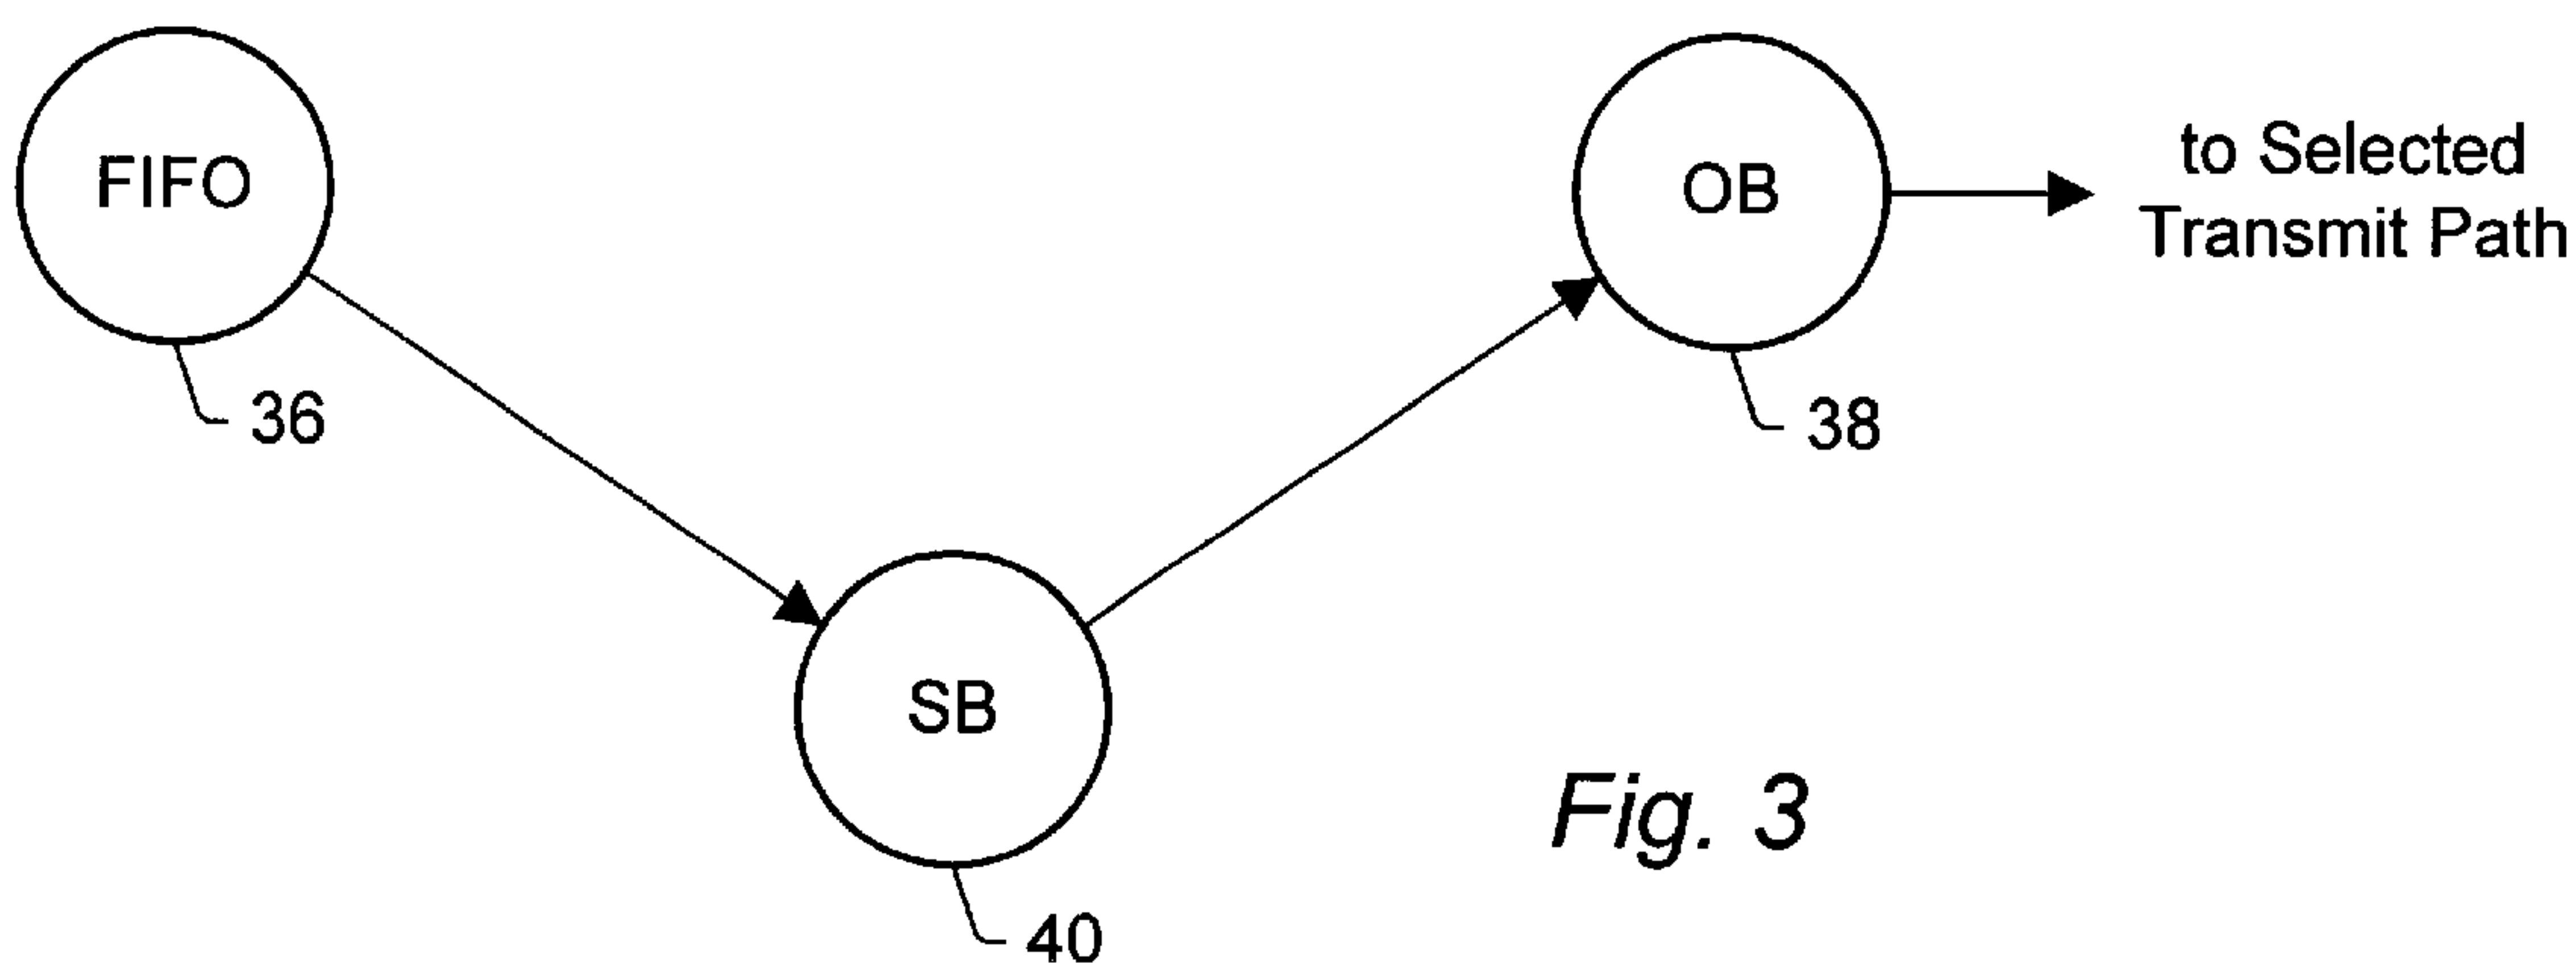 FIFO
36
SB
40
OB
38
to Selected
Transmit Path
Fig. 3